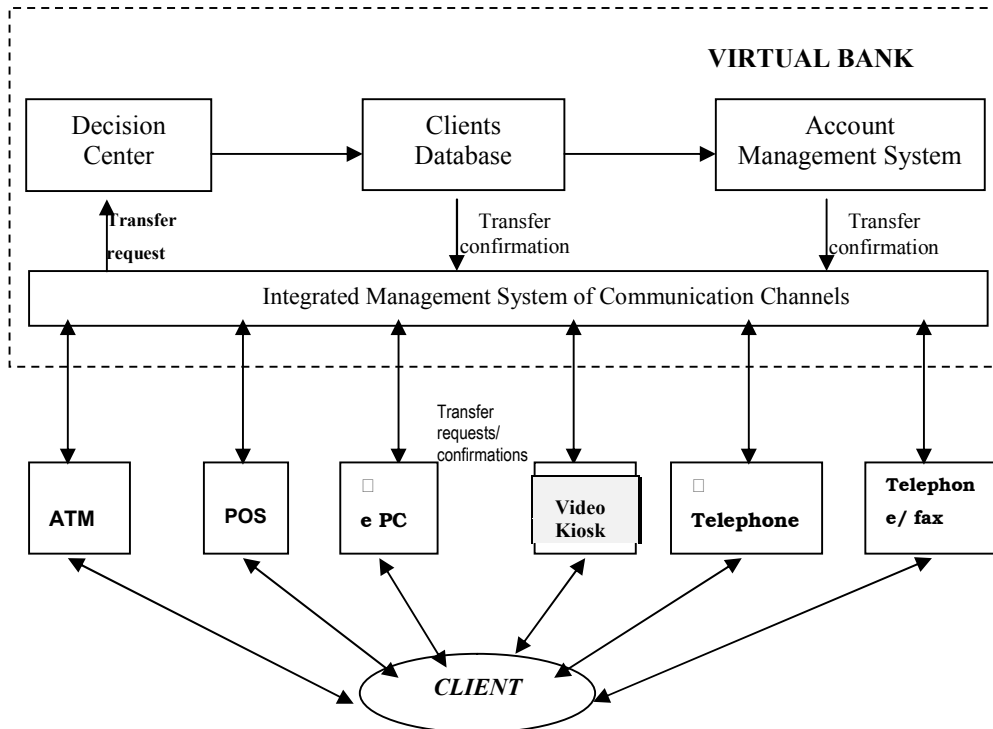 VIRTUAL BANK
Decision
Center
Clients
Database
Account
Management System
Transfer
request
Transfer
confirmation
Transfer
confirmation
Integrated Management System of Communication Channels
Transfer
requests/
confirmations
ATM
POS
e PC
Video
Kiosk
Telephone
Telephon
e/ fax
CLIENT